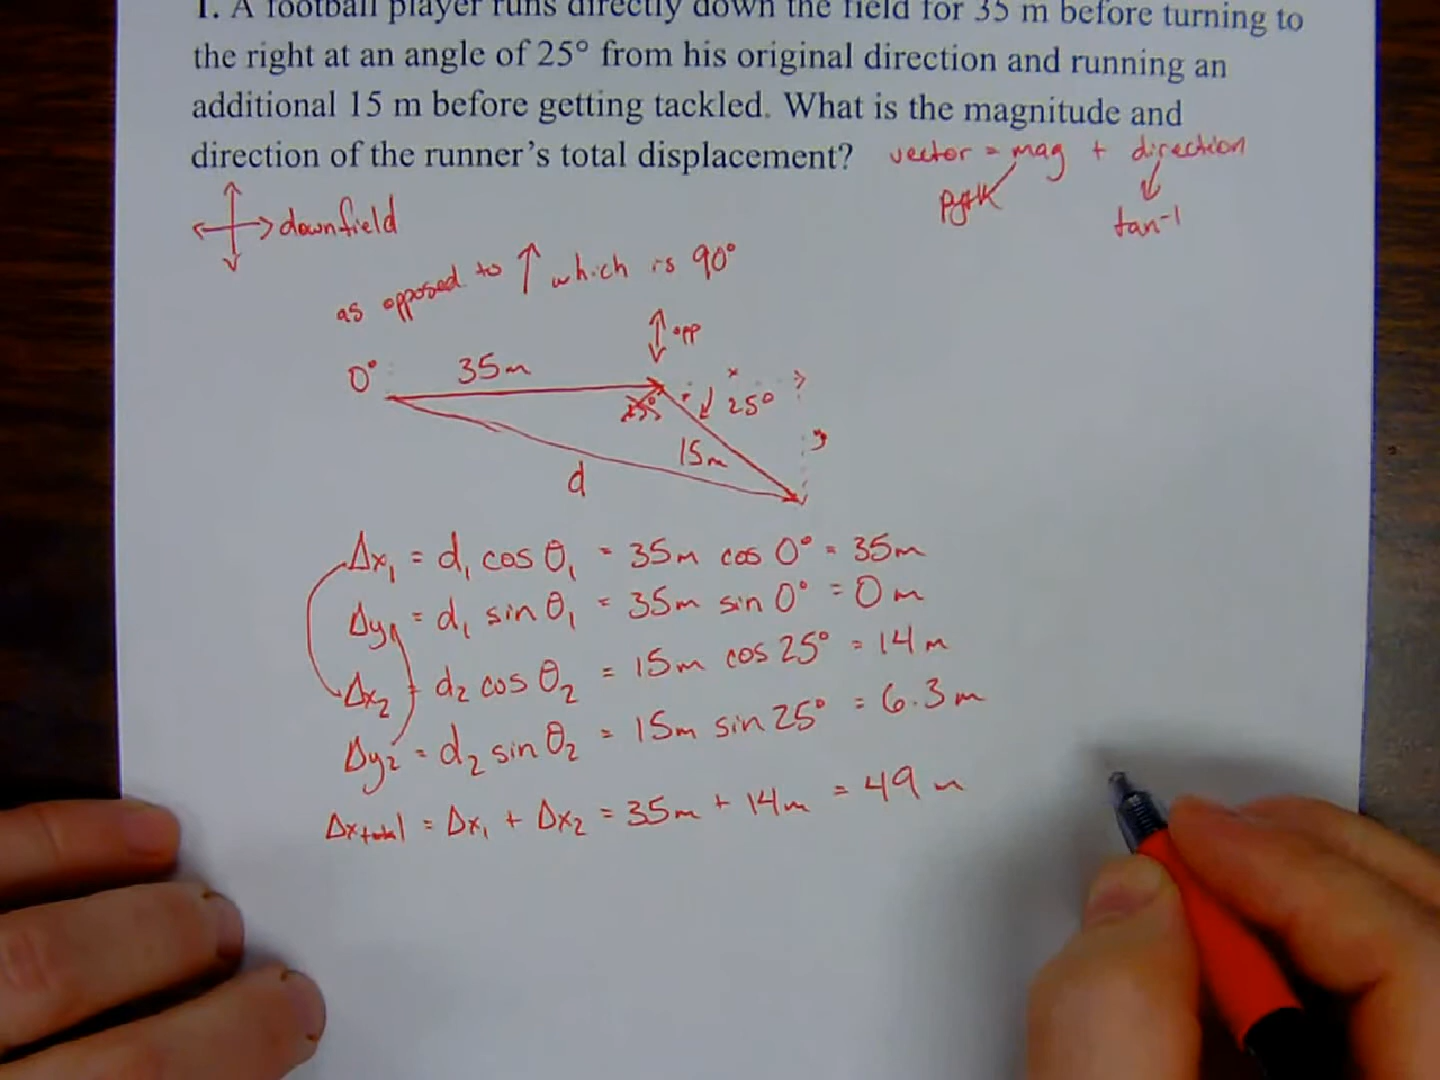 1. A football player runs directly down the field for 35 m before turning to
the right at an angle of 25° from his original direction and running an
additional 15 m before getting tackled. What is the magnitude and
direction of the runner's total displacement?
vector = mag + direction
pyth
tan⁻¹
downfield
as opposed to ↑ which is 90°
opp
0° 35m
x
25°
y
15m
d
Δx₁ = d₁ cos θ₁ = 35m cos 0° = 35m
Δy₁ = d₁ sin θ₁ = 35m sin 0° = 0m
Δx₂ = d₂ cos θ₂ = 15m cos 25° = 14m
Δy₂ = d₂ sin θ₂ = 15m sin 25° = 6.3m
Δxtotal = Δx₁ + Δx₂ = 35m + 14m = 49m